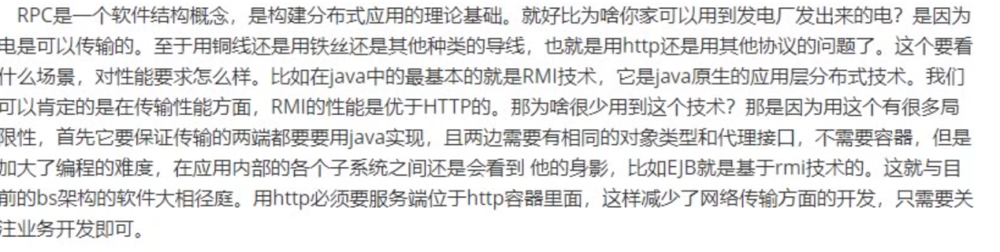 RPC是一个软件结构概念，是构建分布式应用的理论基础。就好比为啥你家可以用到发电厂发出来的电？是因为
电是可以传输的。至于用铜线还是用铁丝还是其他种类的导线，也就是用http还是用其他协议的问题了。这个要看
什么场景，对性能要求怎么样。比如在java中的最基本的就是RMI技术，它是java原生的应用层分布式技术。我们
可以肯定的是在传输性能方面，RMI的性能是优于HTTP的。那为啥很少用到这个技术？那是因为用这个有很多局
限性，首先它要保证传输的两端都要要用java实现，且两边需要有相同的对象类型和代理接口，不需要容器，但是
加大了编程的难度，在应用内部的各个子系统之间还是会看到 他的身影，比如EJB就是基于rmi技术的。这就与目
前的bs架构的软件大相径庭。用http必须要服务端位于http容器里面，这样减少了网络传输方面的开发，只需要关
注业务开发即可。